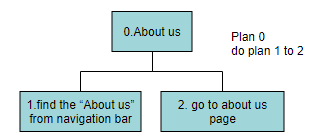 0.About us
Plan 0
do plan 1 to 2
1.find the “About us”
from navigation bar
2. go to about us
page